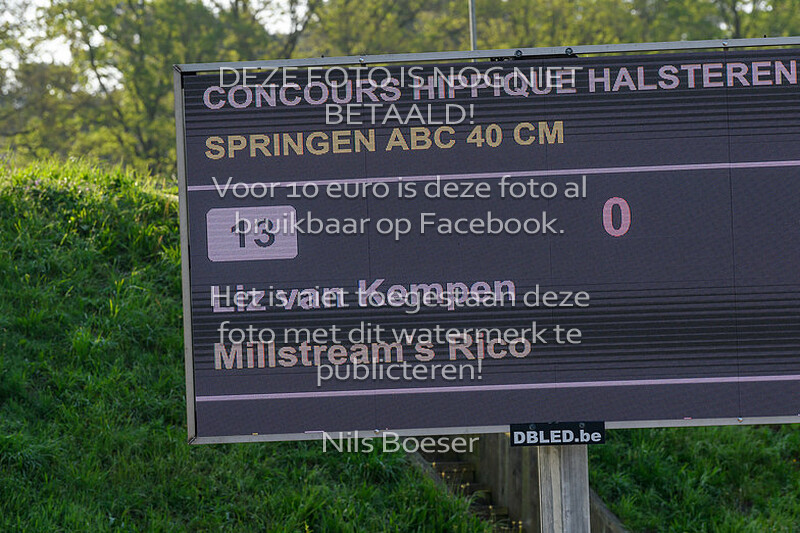 DEZE FOTO IS NOG NIET
CONCOURS HIPPIQUE HALSTEREN
BETAALD!
SPRINGEN ABC 40 CM
Voor 10 euro is deze foto al
bruikbaar op Facebook.
13 0
Het is niet toegestaan deze
Liz van Kempen
foto met dit watermerk te
Millstream's Rico
publiceren!
Nils Boeser
DBLED.be